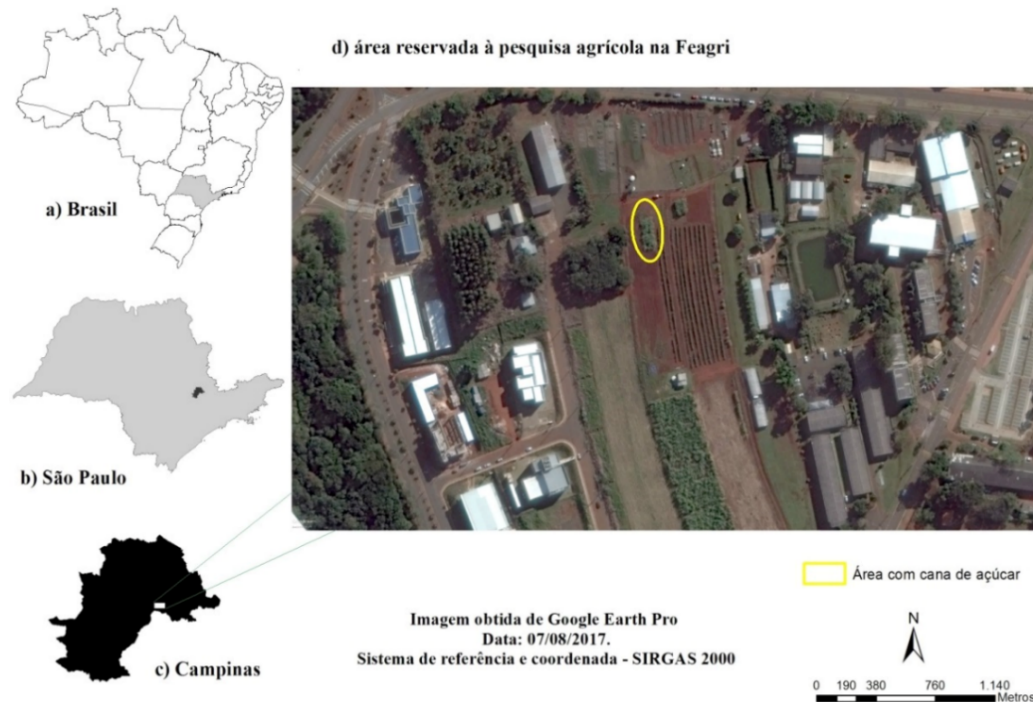 d) área reservada à pesquisa agrícola na Feagri
a) Brasil
b) São Paulo
c) Campinas
Área com cana de açúcar
Imagem obtida de Google Earth Pro
Data: 07/08/2017.
Sistema de referência e coordenada - SIRGAS 2000
N
0 190 380 760 1.140
Metros